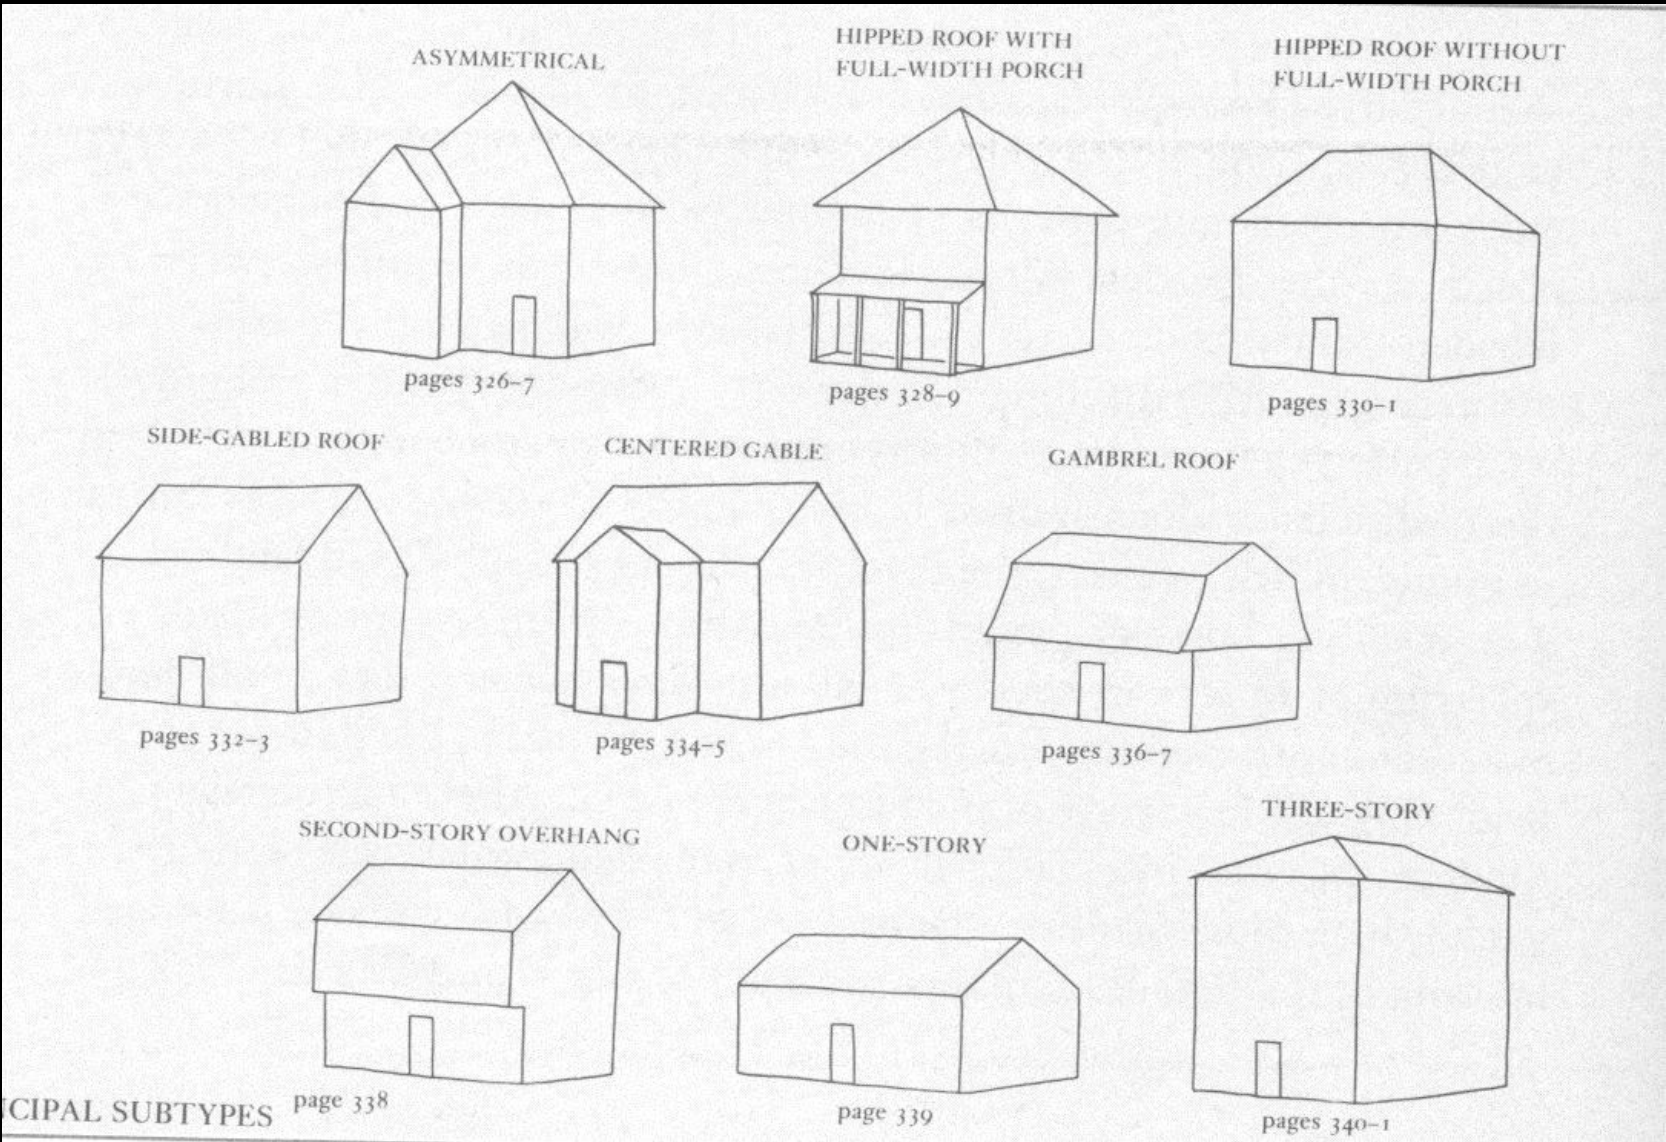 ASYMMETRICAL
HIPPED ROOF WITH
FULL-WIDTH PORCH
HIPPED ROOF WITHOUT
FULL-WIDTH PORCH
pages 326–7
pages 328–9
pages 330–1
SIDE-GABLED ROOF
CENTERED GABLE
GAMBREL ROOF
pages 332–3
pages 334–5
pages 336–7
SECOND-STORY OVERHANG
ONE-STORY
THREE-STORY
page 338
page 339
pages 340–1
NCIPAL SUBTYPES